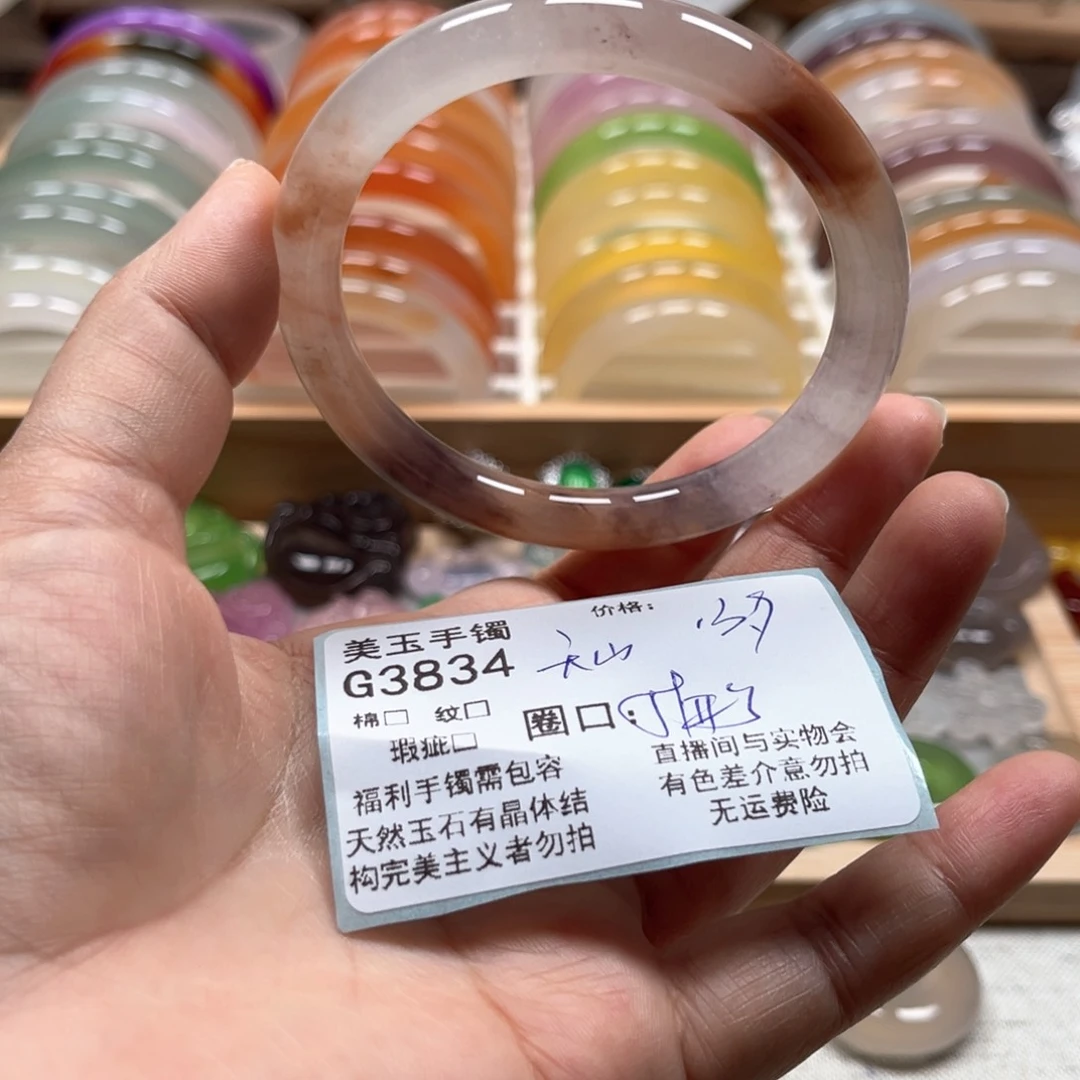 价格:
美玉手镯
G3834
棉□ 纹□
圈口:
瑕疵□
直播间与实物会
有色差介意勿拍
无运费险
福利手镯需包容
天然玉石有晶体结
构完美主义者勿拍